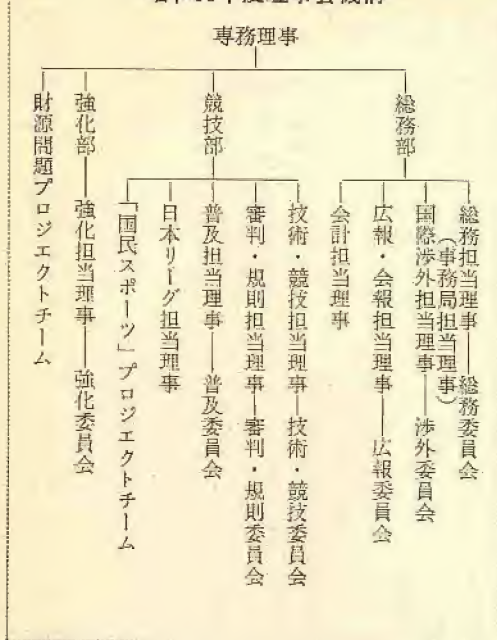 専務理事
総務部
総務担当理事――総務委員会
(事務局担当理事)
国際渉外担当理事――渉外委員会
広報・会報担当理事――広報委員会
会計担当理事
競技部
技術・競技担当理事――技術・競技委員会
審判・規則担当理事――審判・規則委員会
普及担当理事――普及委員会
日本リーグ担当理事
「国民スポーツ」プロジエクトチーム
強化部――強化担当理事――強化委員会
財源問題プロジエクトチーム